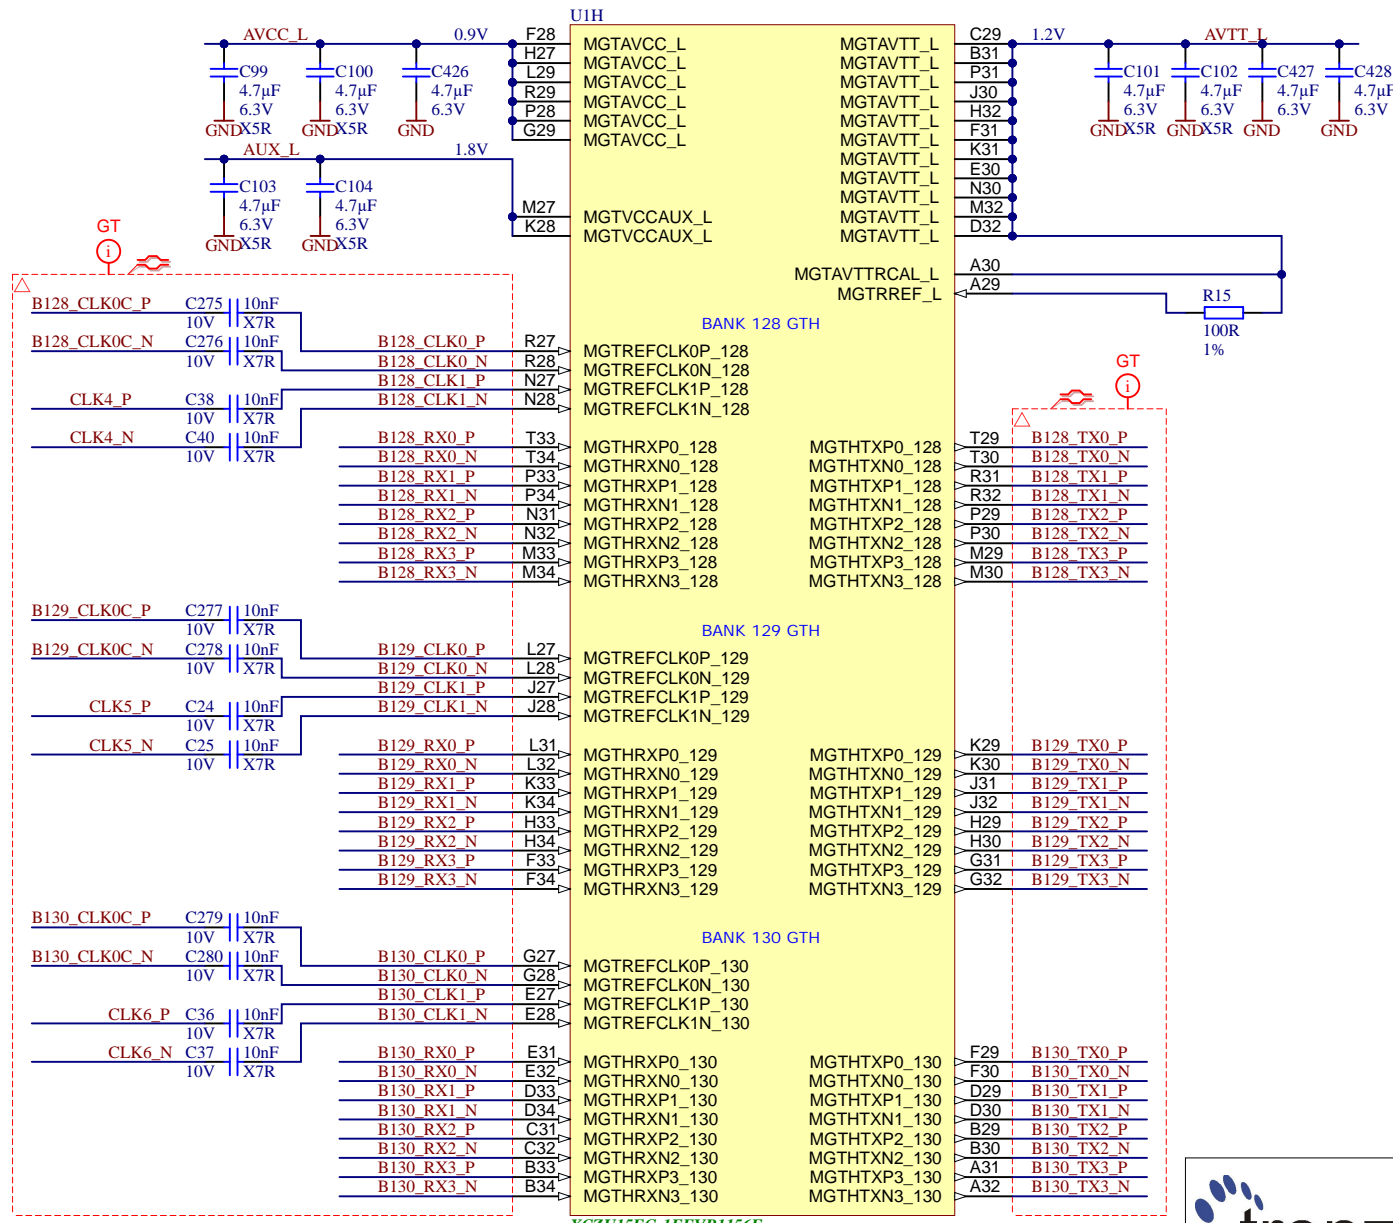 U1H
AVCC_L 0.9V
C99 4.7µF 6.3V X5R GND
C100 4.7µF 6.3V X5R GND
C426 4.7µF 6.3V GND
AUX_L 1.8V
C103 4.7µF 6.3V X5R GND
C104 4.7µF 6.3V X5R GND
F28 MGTAVCC_L
H27 MGTAVCC_L
L29 MGTAVCC_L
R29 MGTAVCC_L
P28 MGTAVCC_L
G29 MGTAVCC_L
M27 MGTVCCAUX_L
K28 MGTVCCAUX_L
MGTAVTT_L C29
MGTAVTT_L B31
MGTAVTT_L P31
MGTAVTT_L J30
MGTAVTT_L H32
MGTAVTT_L F31
MGTAVTT_L K31
MGTAVTT_L E30
MGTAVTT_L N30
MGTAVTT_L M32
MGTAVTT_L D32
1.2V AVTT_L
C101 4.7µF 6.3V X5R GND
C102 4.7µF 6.3V X5R GND
C427 4.7µF 6.3V GND
C428 4.7µF 6.3V GND
MGTAVTTRCAL_L A30
MGTRREF_L A29
R15
100R
1%
GT
i
GT
i
BANK 128 GTH
B128_CLK0C_P C275 10nF 10V X7R B128_CLK0_P R27 MGTREFCLK0P_128
B128_CLK0C_N C276 10nF 10V X7R B128_CLK0_N R28 MGTREFCLK0N_128
CLK4_P C38 10nF 10V X7R B128_CLK1_P N27 MGTREFCLK1P_128
CLK4_N C40 10nF 10V X7R B128_CLK1_N N28 MGTREFCLK1N_128
B128_RX0_P T33 MGTHRXP0_128 MGTHTXP0_128 T29 B128_TX0_P
B128_RX0_N T34 MGTHRXN0_128 MGTHTXN0_128 T30 B128_TX0_N
B128_RX1_P P33 MGTHRXP1_128 MGTHTXP1_128 R31 B128_TX1_P
B128_RX1_N P34 MGTHRXN1_128 MGTHTXN1_128 R32 B128_TX1_N
B128_RX2_P N31 MGTHRXP2_128 MGTHTXP2_128 P29 B128_TX2_P
B128_RX2_N N32 MGTHRXN2_128 MGTHTXN2_128 P30 B128_TX2_N
B128_RX3_P M33 MGTHRXP3_128 MGTHTXP3_128 M29 B128_TX3_P
B128_RX3_N M34 MGTHRXN3_128 MGTHTXN3_128 M30 B128_TX3_N
BANK 129 GTH
B129_CLK0C_P C277 10nF 10V X7R B129_CLK0_P L27 MGTREFCLK0P_129
B129_CLK0C_N C278 10nF 10V X7R B129_CLK0_N L28 MGTREFCLK0N_129
CLK5_P C24 10nF 10V X7R B129_CLK1_P J27 MGTREFCLK1P_129
CLK5_N C25 10nF 10V X7R B129_CLK1_N J28 MGTREFCLK1N_129
B129_RX0_P L31 MGTHRXP0_129 MGTHTXP0_129 K29 B129_TX0_P
B129_RX0_N L32 MGTHRXN0_129 MGTHTXN0_129 K30 B129_TX0_N
B129_RX1_P K33 MGTHRXP1_129 MGTHTXP1_129 J31 B129_TX1_P
B129_RX1_N K34 MGTHRXN1_129 MGTHTXN1_129 J32 B129_TX1_N
B129_RX2_P H33 MGTHRXP2_129 MGTHTXP2_129 H29 B129_TX2_P
B129_RX2_N H34 MGTHRXN2_129 MGTHTXN2_129 H30 B129_TX2_N
B129_RX3_P F33 MGTHRXP3_129 MGTHTXP3_129 G31 B129_TX3_P
B129_RX3_N F34 MGTHRXN3_129 MGTHTXN3_129 G32 B129_TX3_N
BANK 130 GTH
B130_CLK0C_P C279 10nF 10V X7R B130_CLK0_P G27 MGTREFCLK0P_130
B130_CLK0C_N C280 10nF 10V X7R B130_CLK0_N G28 MGTREFCLK0N_130
CLK6_P C36 10nF 10V X7R B130_CLK1_P E27 MGTREFCLK1P_130
CLK6_N C37 10nF 10V X7R B130_CLK1_N E28 MGTREFCLK1N_130
B130_RX0_P E31 MGTHRXP0_130 MGTHTXP0_130 F29 B130_TX0_P
B130_RX0_N E32 MGTHRXN0_130 MGTHTXN0_130 F30 B130_TX0_N
B130_RX1_P D33 MGTHRXP1_130 MGTHTXP1_130 D29 B130_TX1_P
B130_RX1_N D34 MGTHRXN1_130 MGTHTXN1_130 D30 B130_TX1_N
B130_RX2_P C31 MGTHRXP2_130 MGTHTXP2_130 B29 B130_TX2_P
B130_RX2_N C32 MGTHRXN2_130 MGTHTXN2_130 B30 B130_TX2_N
B130_RX3_P B33 MGTHRXP3_130 MGTHTXP3_130 A31 B130_TX3_P
B130_RX3_N B34 MGTHRXN3_130 MGTHTXN3_130 A32 B130_TX3_N